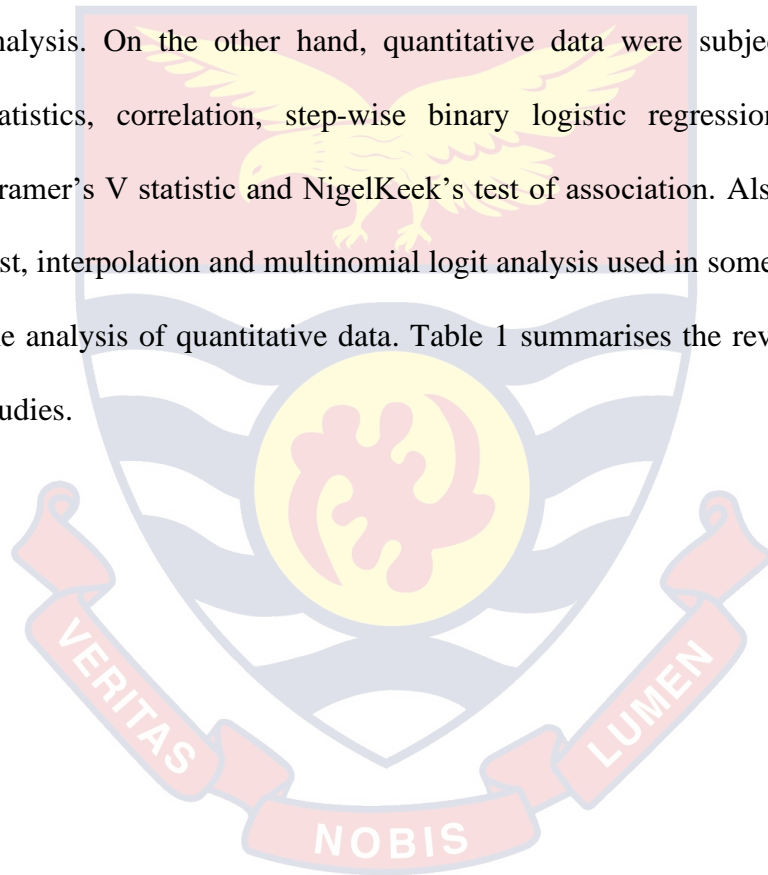 nalysis. On the other hand, quantitative data were subje
atistics, correlation, step-wise binary logistic regression
ramer's V statistic and NigelKeek's test of association. Als
st, interpolation and multinomial logit analysis used in some
e analysis of quantitative data. Table 1 summarises the rev
udies.
VERITAS
NOBIS
LUMEN